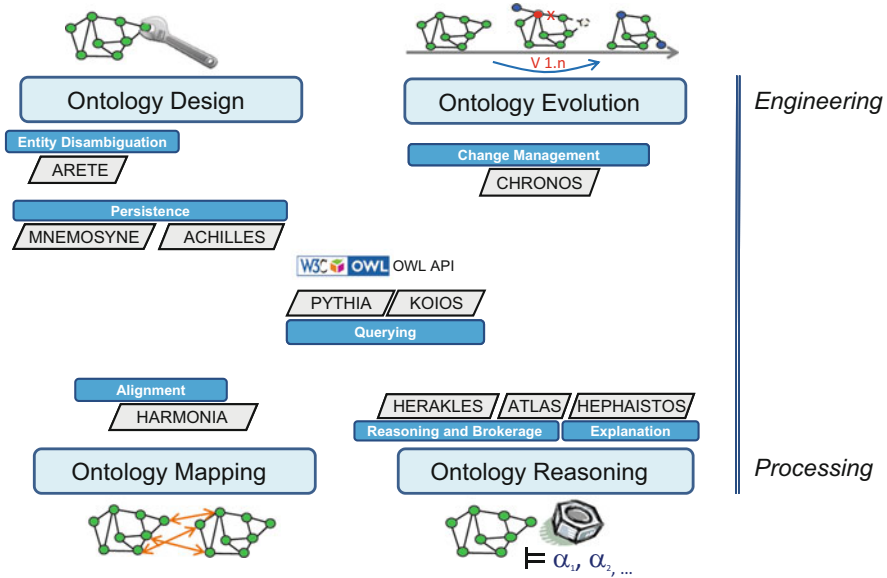 x
V 1.n
Ontology Design
Ontology Evolution
Engineering
Entity Disambiguation
ARETE
Change Management
CHRONOS
Persistence
MNEMOSYNE ACHILLES
W3C OWL OWL API
PYTHIA KOIOS
Querying
Alignment
HARMONIA
HERAKLES ATLAS HEPHAISTOS
Reasoning and Brokerage Explanation
Ontology Mapping
Ontology Reasoning
Processing
⊨ α₁, α₂, ...